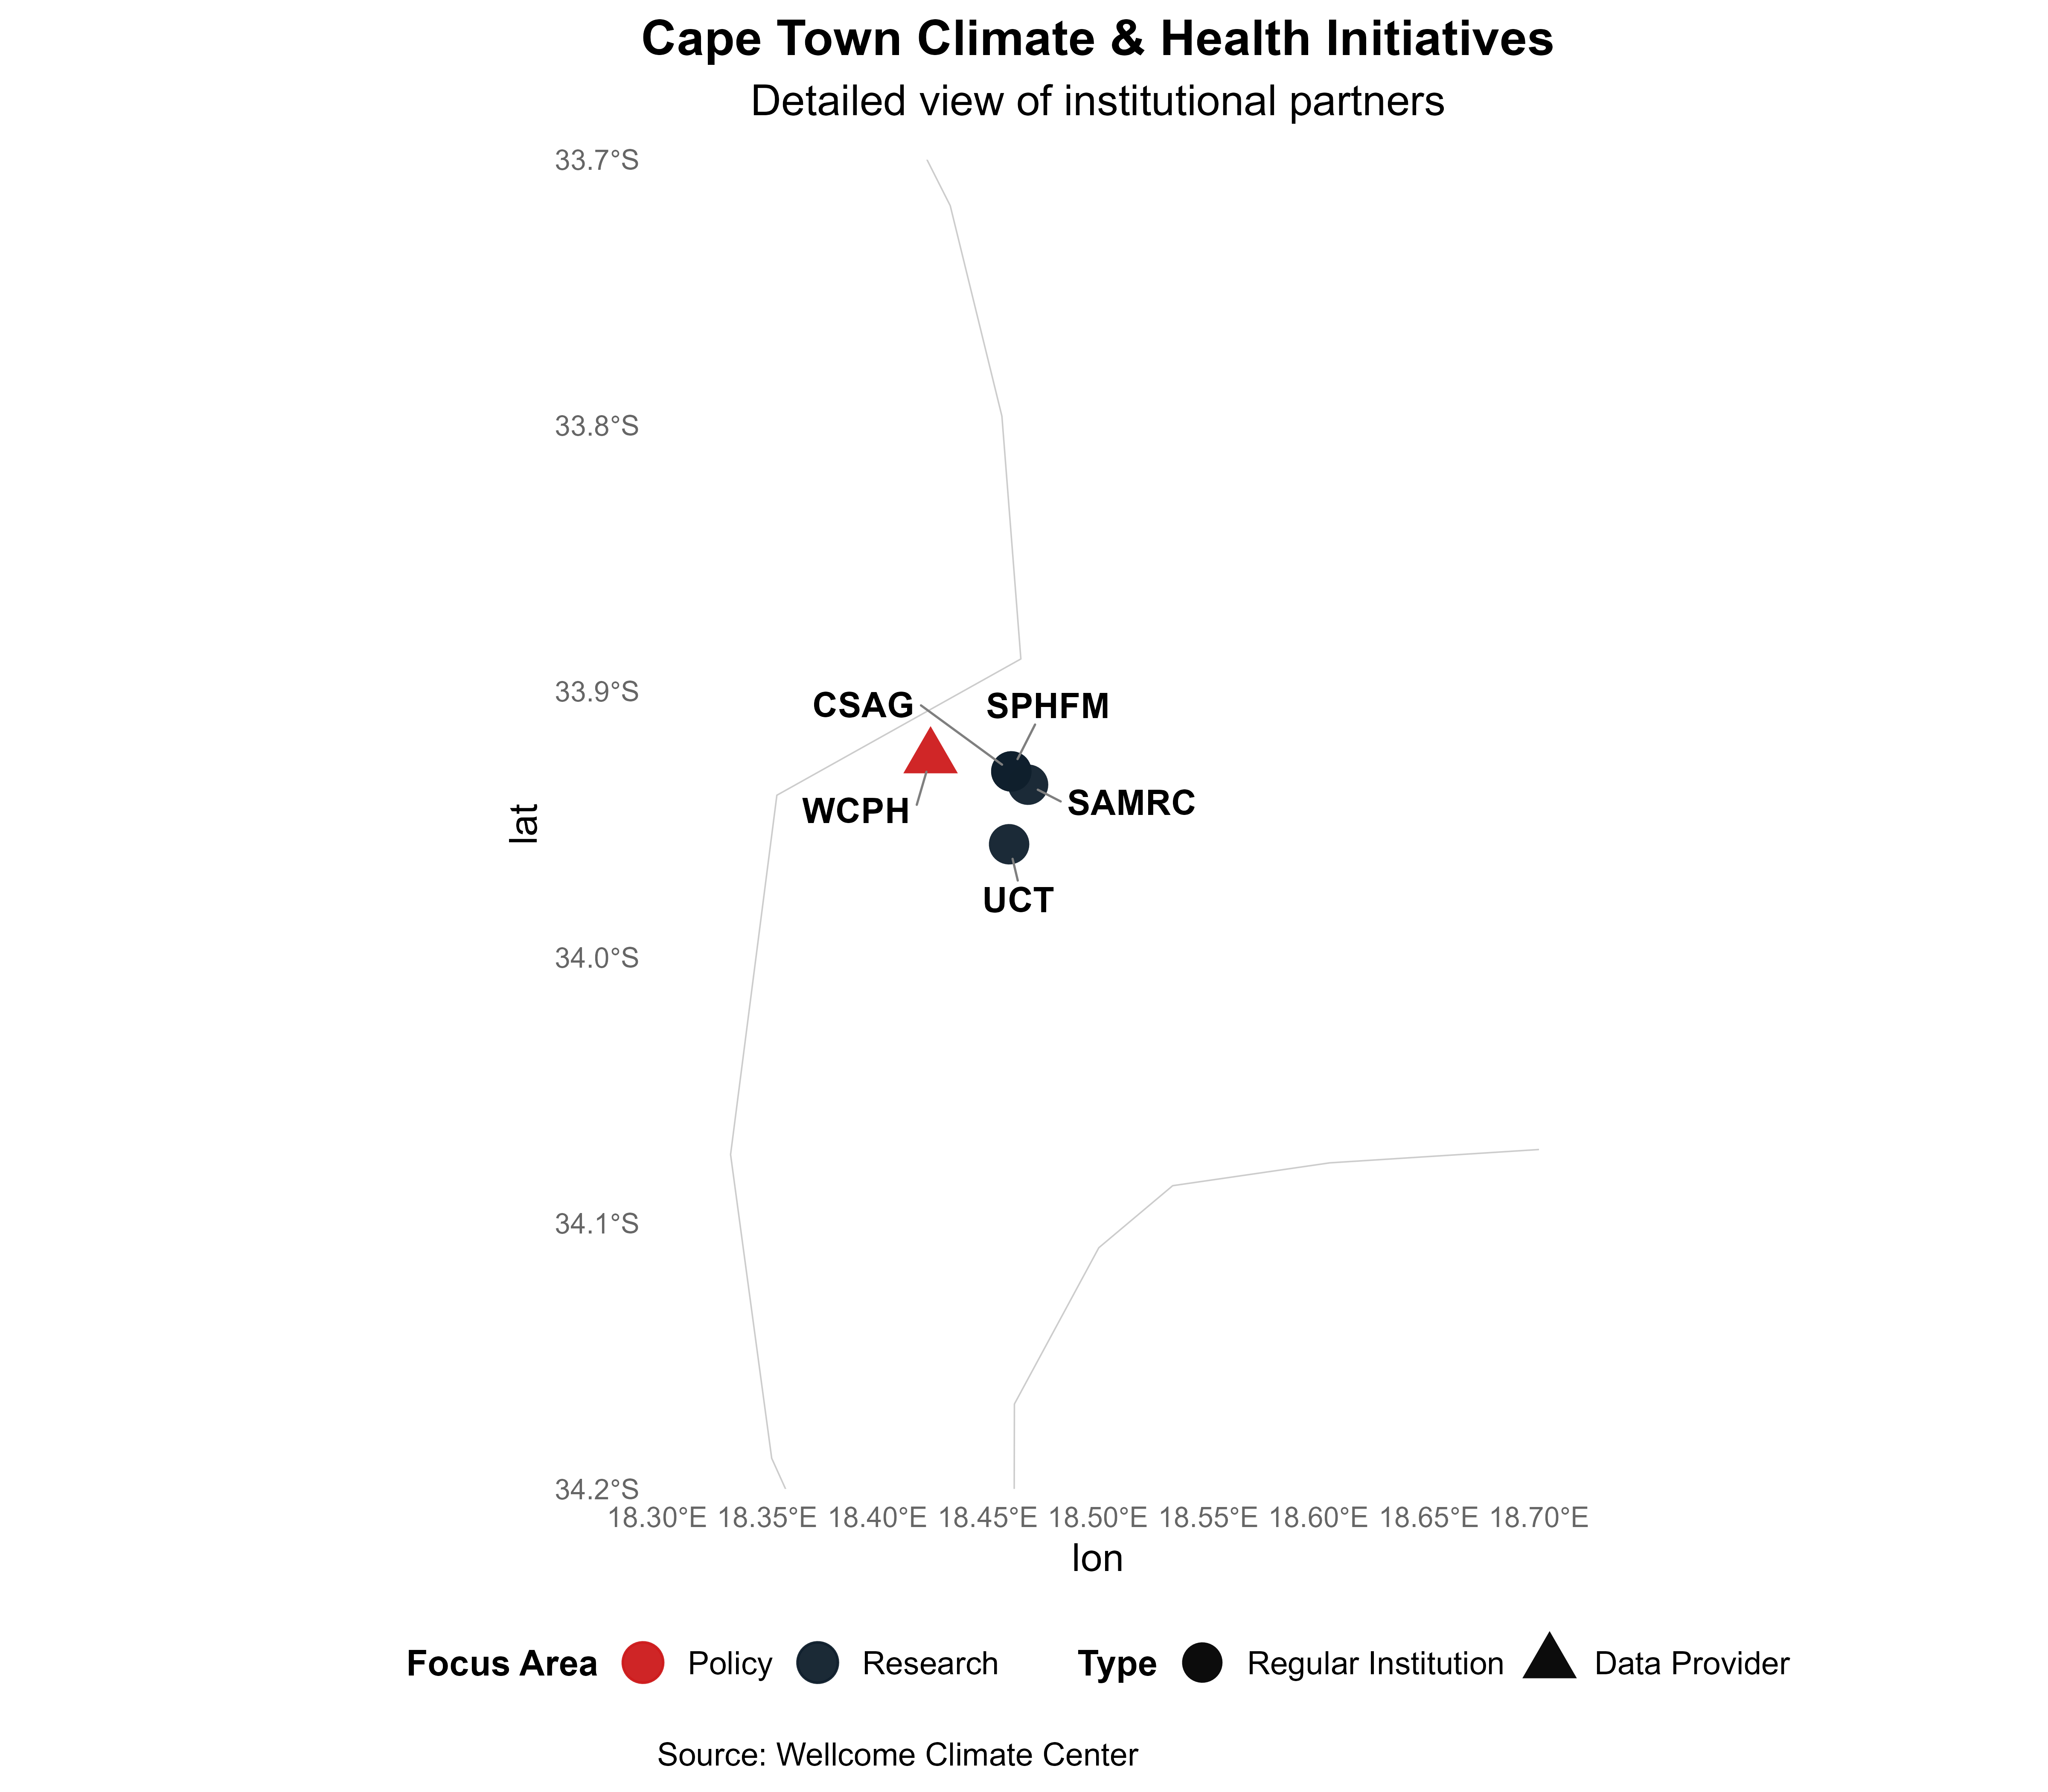 Cape Town Climate & Health Initiatives
Detailed view of institutional partners
33.7°S
33.8°S
33.9°S
34.0°S
34.1°S
34.2°S
lat
CSAG
SPHFM
WCPH
SAMRC
UCT
18.30°E 18.35°E 18.40°E 18.45°E 18.50°E 18.55°E 18.60°E 18.65°E 18.70°E
lon
Focus Area Policy Research Type Regular Institution Data Provider
Source: Wellcome Climate Center